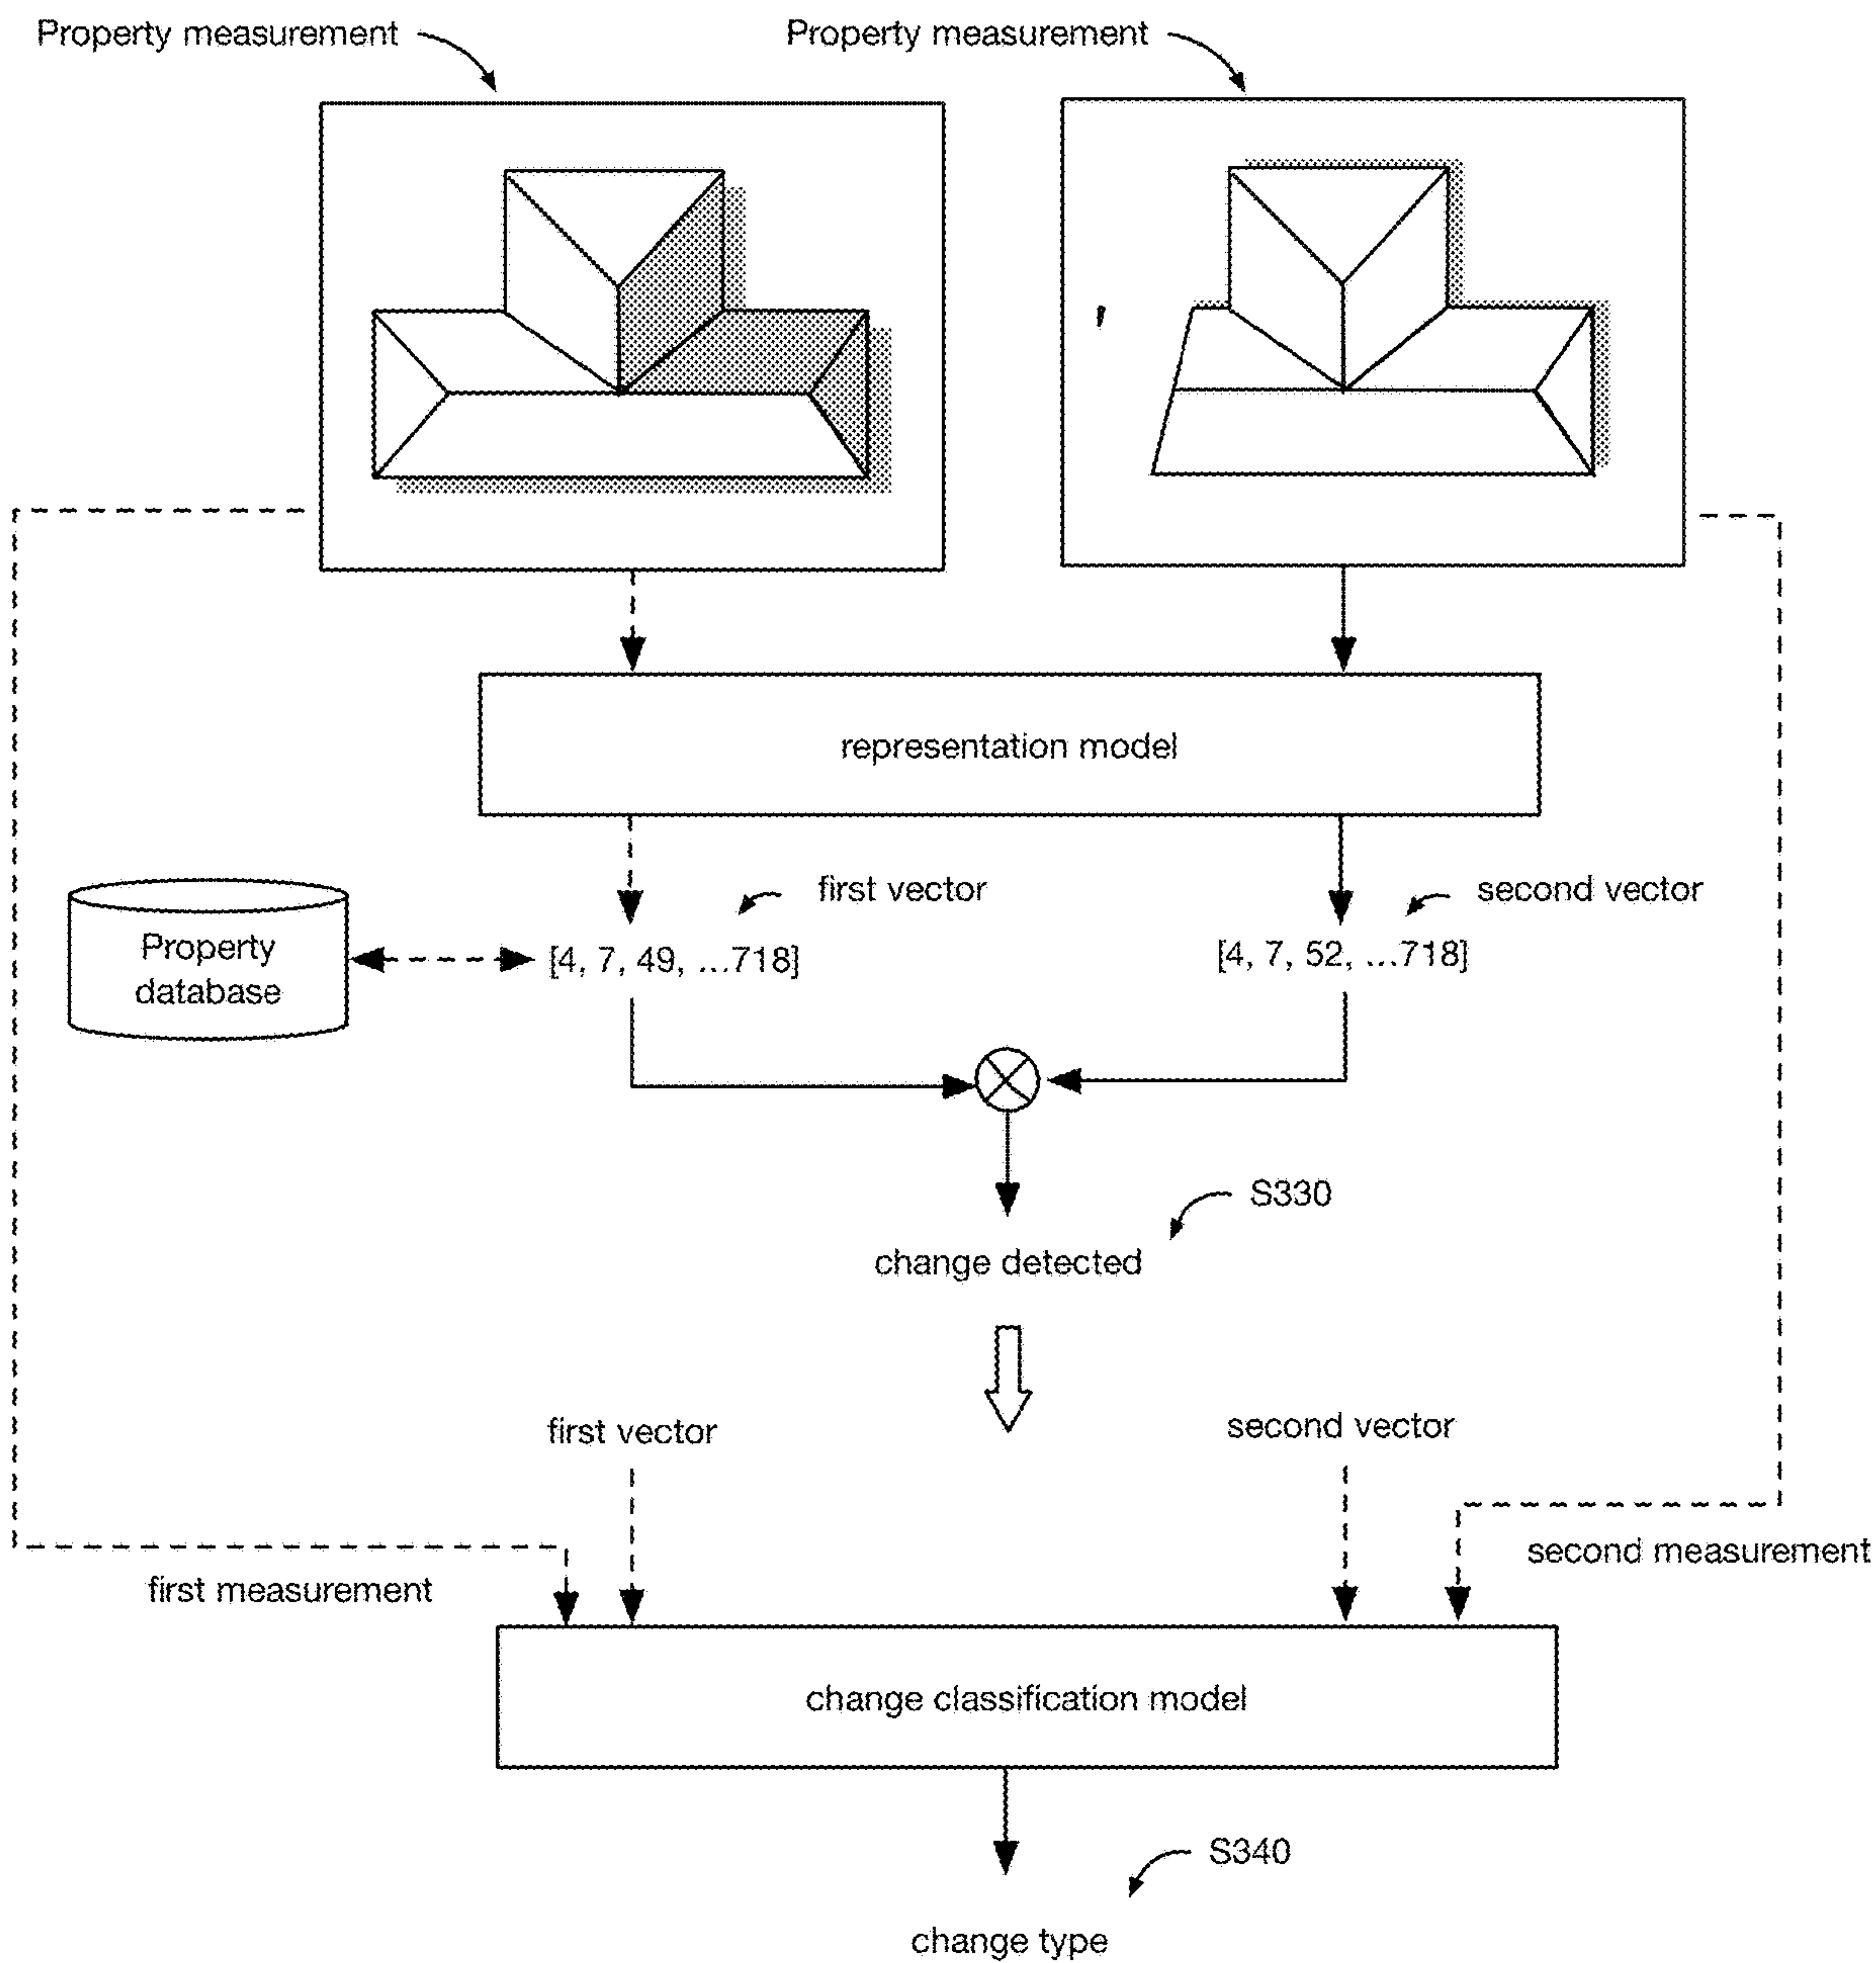 Property measurement
Property measurement
representation model
first vector
second vector
Property
database
[4, 7, 49, ...718]
[4, 7, 52, ...718]
S330
change detected
first vector
second vector
first measurement
second measurement
change classification model
S340
change type